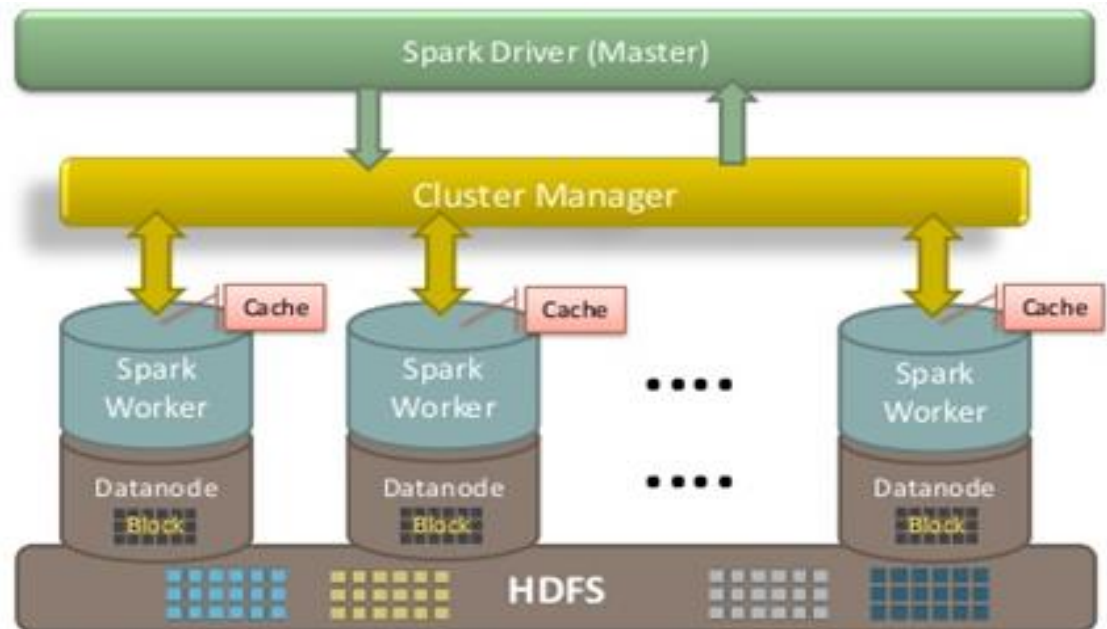 Spark Driver (Master)
Cluster Manager
Cache
Cache
Cache
Spark
Worker
Spark
Worker
Spark
Worker
Datanode
Block
Datanode
Block
Datanode
Block
HDFS